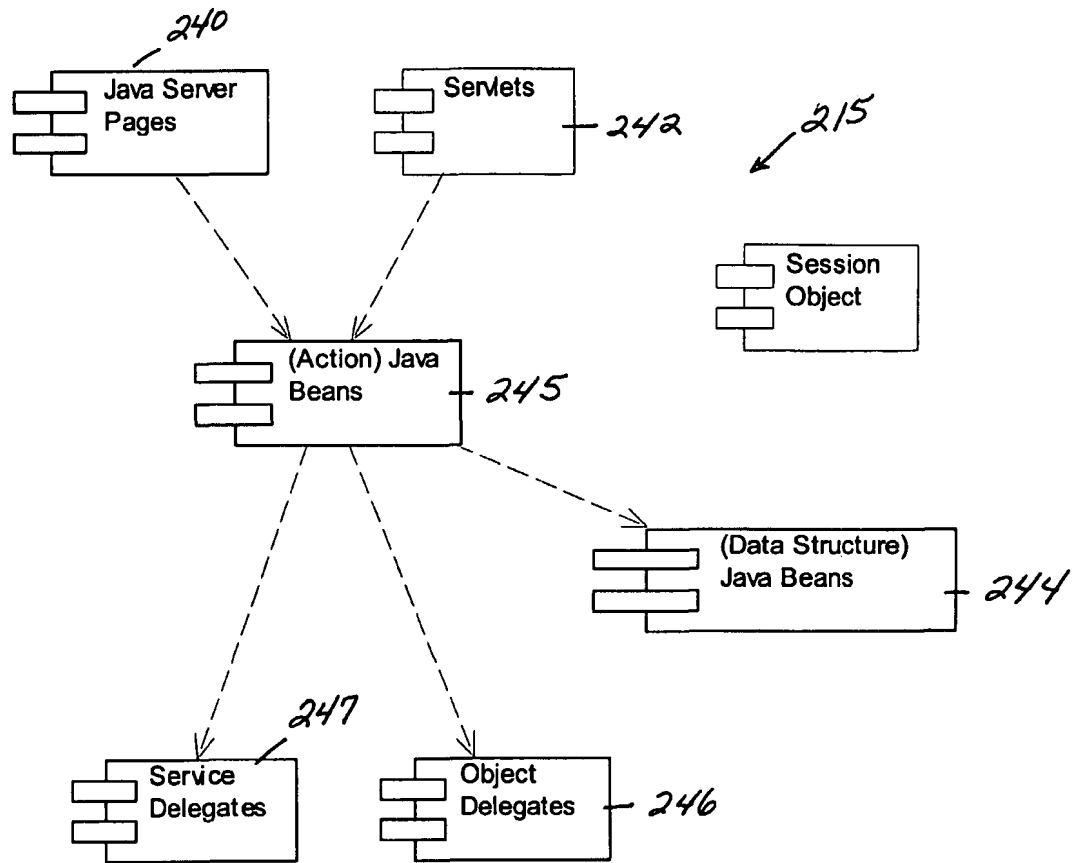 240
Java Server
Pages
Servlets
242
215
Session
Object
(Action) Java
Beans
245
(Data Structure)
Java Beans
244
247
Service
Delegates
Object
Delegates
246